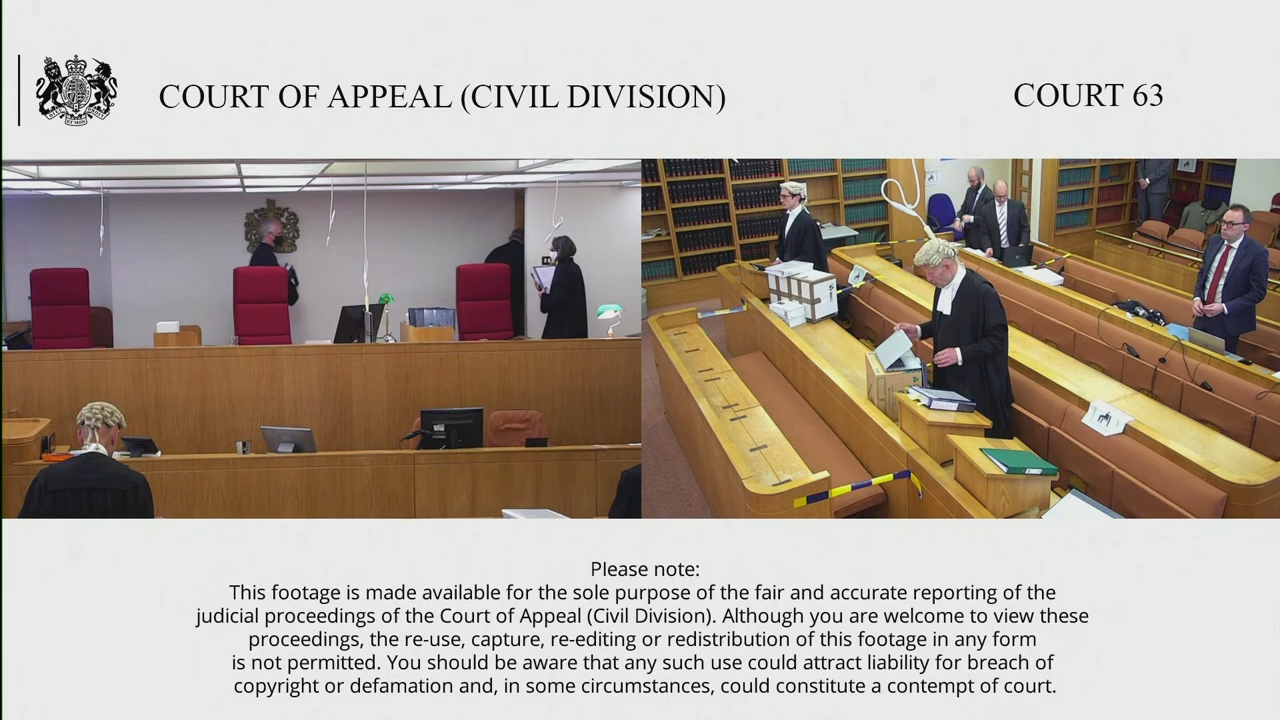 COURT OF APPEAL (CIVIL DIVISION)
COURT 63
Please note:
This footage is made available for the sole purpose of the fair and accurate reporting of the
judicial proceedings of the Court of Appeal (Civil Division). Although you are welcome to view these
proceedings, the re-use, capture, re-editing or redistribution of this footage in any form
is not permitted. You should be aware that any such use could attract liability for breach of
copyright or defamation and, in some circumstances, could constitute a contempt of court.